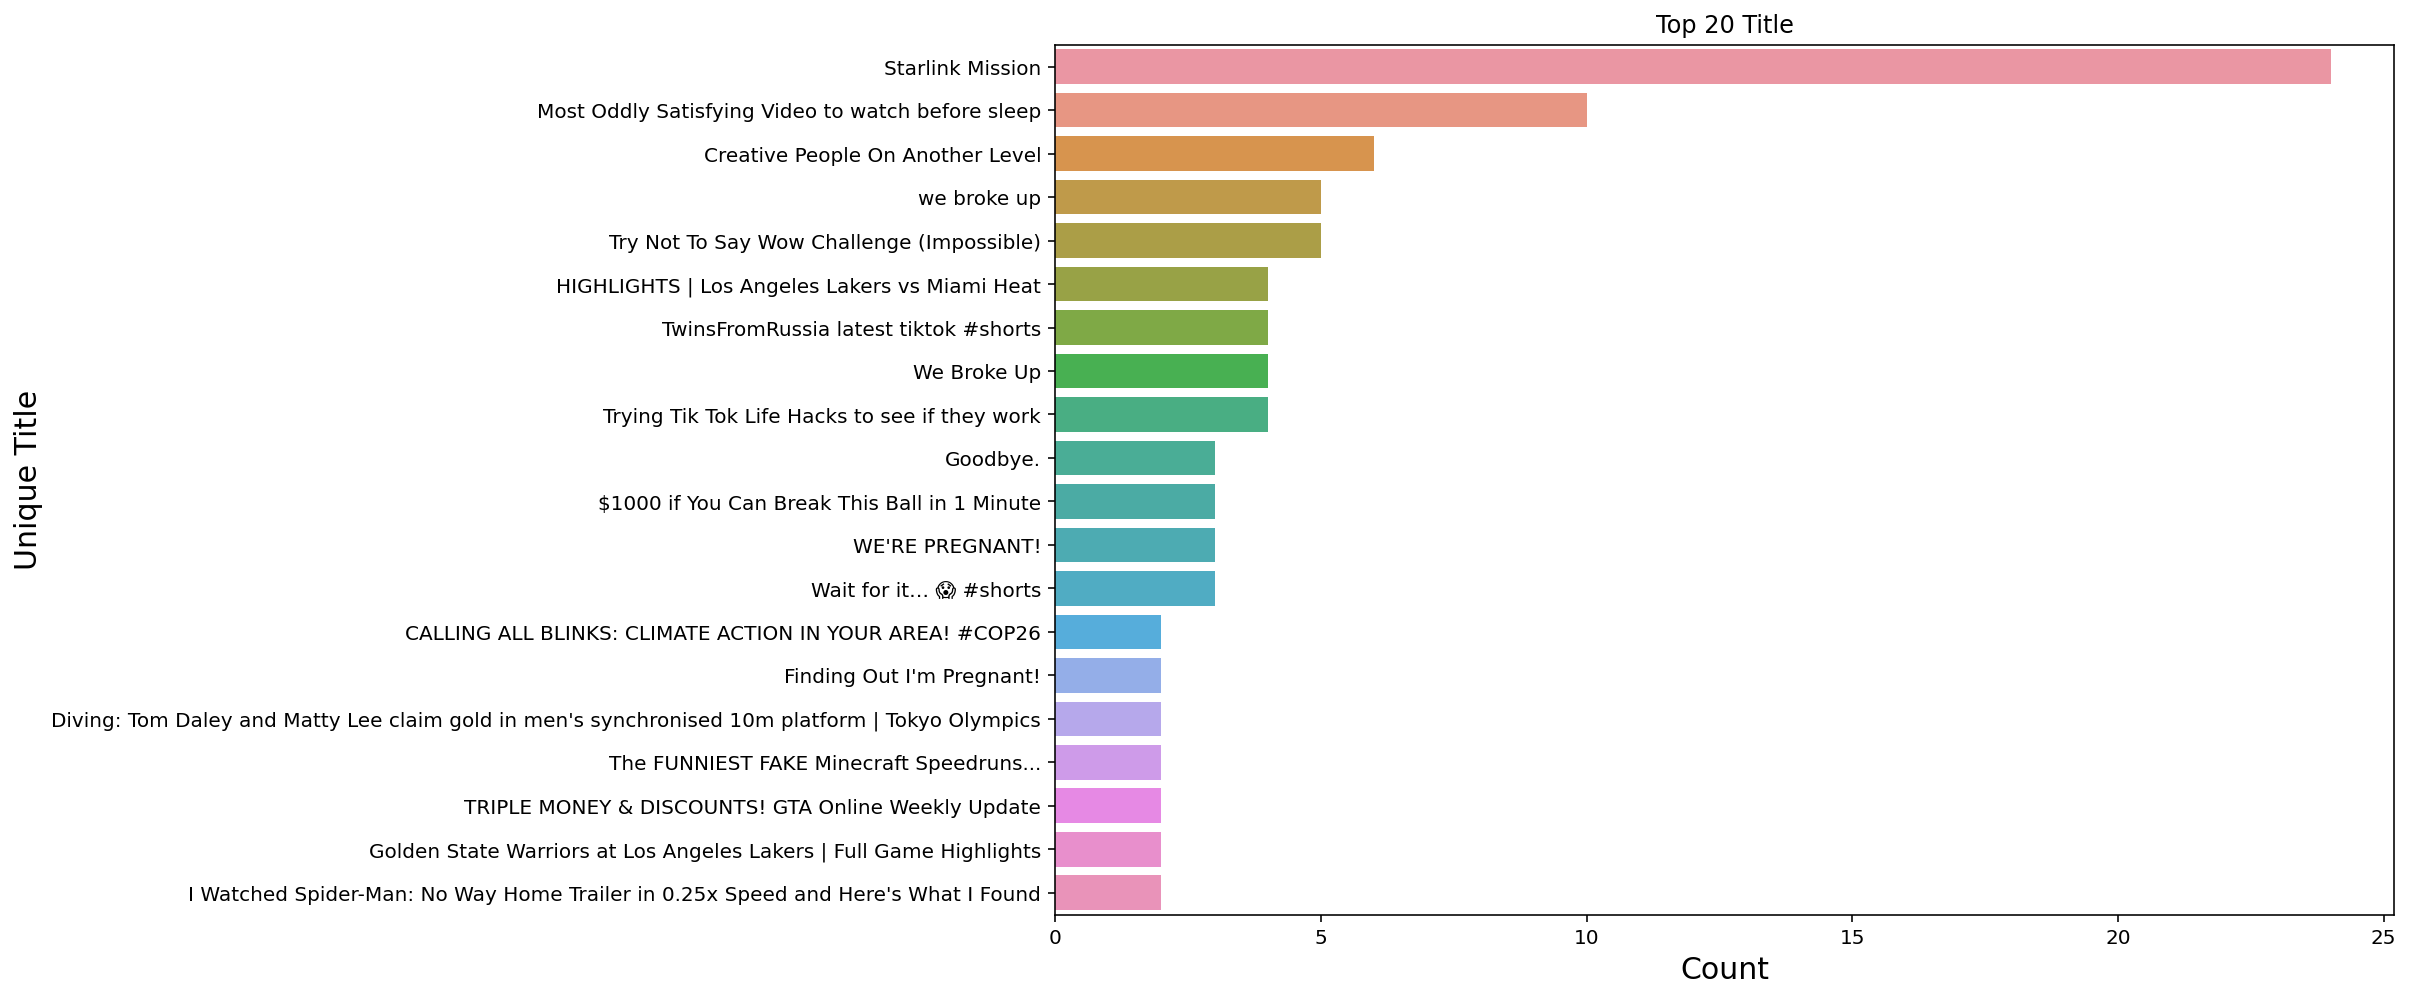 Top 20 Title
Unique Title
Starlink Mission
Most Oddly Satisfying Video to watch before sleep
Creative People On Another Level
we broke up
Try Not To Say Wow Challenge (Impossible)
HIGHLIGHTS | Los Angeles Lakers vs Miami Heat
TwinsFromRussia latest tiktok #shorts
We Broke Up
Trying Tik Tok Life Hacks to see if they work
Goodbye.
$1000 if You Can Break This Ball in 1 Minute
WE'RE PREGNANT!
Wait for it… 😱 #shorts
CALLING ALL BLINKS: CLIMATE ACTION IN YOUR AREA! #COP26
Finding Out I'm Pregnant!
Diving: Tom Daley and Matty Lee claim gold in men's synchronised 10m platform | Tokyo Olympics
The FUNNIEST FAKE Minecraft Speedruns...
TRIPLE MONEY & DISCOUNTS! GTA Online Weekly Update
Golden State Warriors at Los Angeles Lakers | Full Game Highlights
I Watched Spider-Man: No Way Home Trailer in 0.25x Speed and Here's What I Found
0 5 10 15 20 25
Count